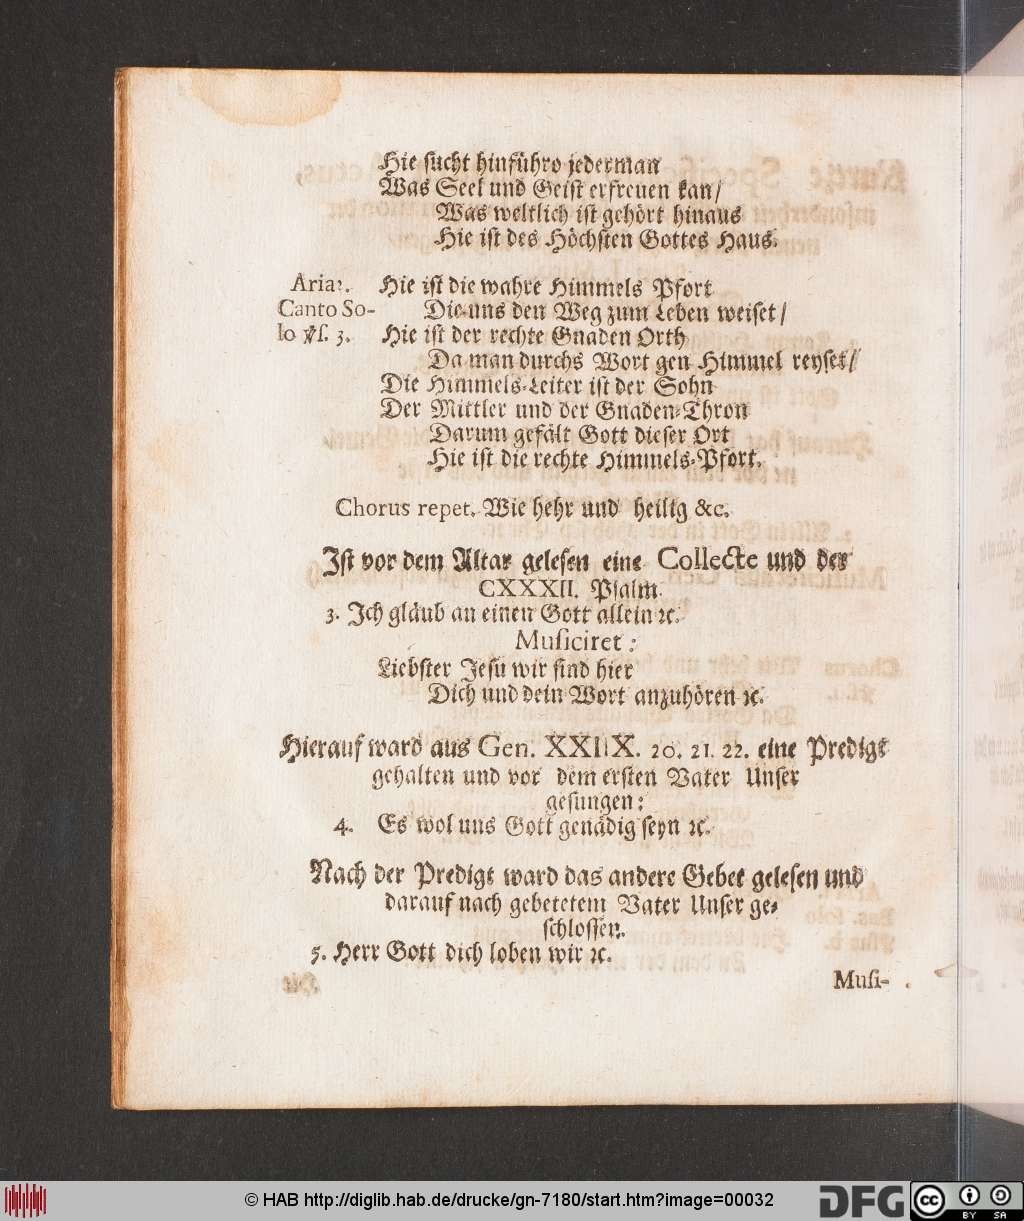 Hie sucht hinführo jederman
Was Seel und Geist erfreuen kan/
Was weltlich ist gehört hinaus
Hie ist des Höchsten Gottes Haus.
Aria2. Hie ist die wahre Himmels Pfort
Canto So- Die uns den Weg zum Leben weiset/
lo ℣s. 3. Hie ist der rechte Gnaden Orth
Da man durchs Wort gen Himmel reyset/
Die Himmels-Leiter ist der Sohn
Der Mittler und der Gnaden-Thron
Darum gefält Gott dieser Ort
Hie ist die rechte Himmels-Pfort.
Chorus repet. Wie hehr und heilig &c.
Ist vor dem Altar gelesen eine Collecte und der
CXXXII. Psalm.
3. Ich gläub an einen Gott allein ꝛc.
Musiciret:
Liebster Jesu wir sind hier
Dich und dein Wort anzuhören ꝛc.
Hierauf ward aus Gen. XXIIX. 20. 21. 22. eine Predigt
gehalten und vor dem ersten Vater Unser
gesungen:
4. Es wol uns Gott genädig seyn ꝛc.
Nach der Predigt ward das andere Gebet gelesen und
darauf nach gebetetem Vater Unser ge-
schlossen.
5. Herr Gott dich loben wir ꝛc.
Musi-
© HAB http://diglib.hab.de/drucke/gn-7180/start.htm?image=00032
DFG
cc
BY SA